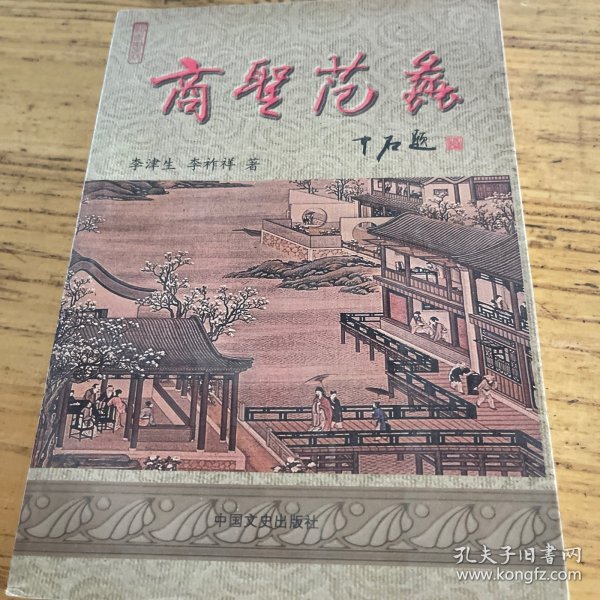 商聖范蠡
十石题
李津生 李祚祥 著
中国文史出版社
孔夫子旧书网
www.kongfz.com